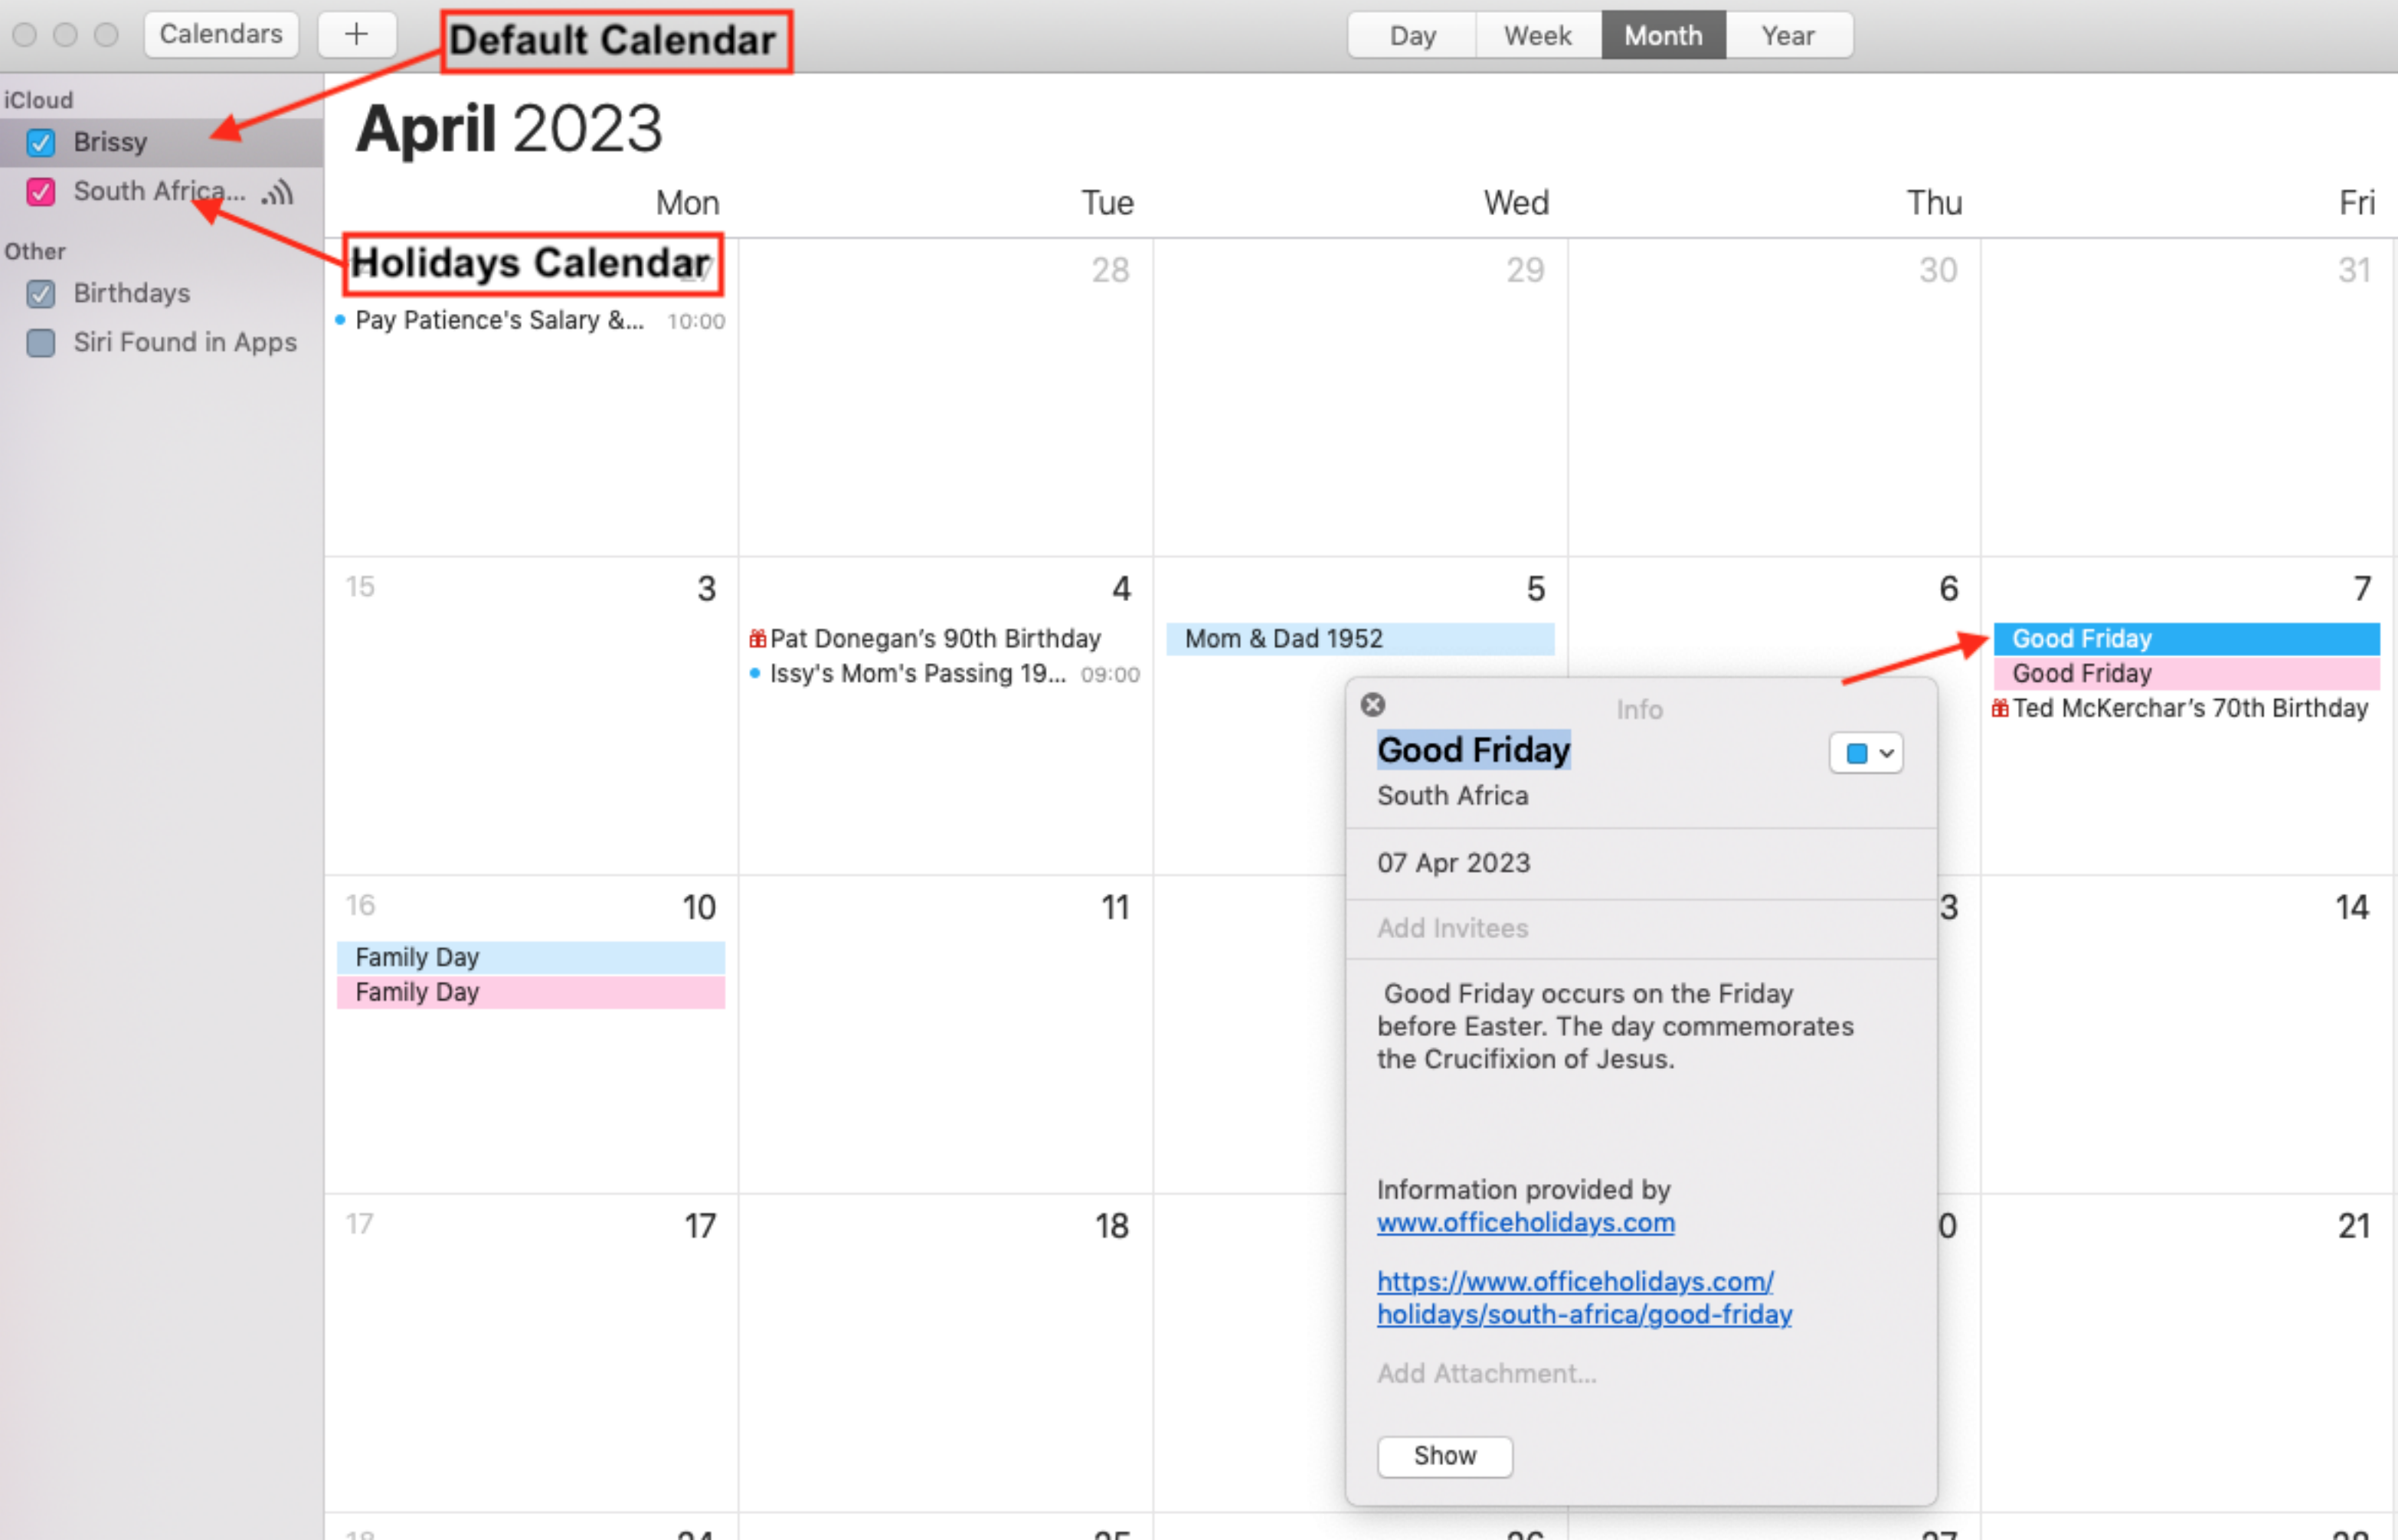 Calendars
+
Default Calendar
Day Week Month Year
iCloud
Brissy
South Africa...
Other
Birthdays
Siri Found in Apps
April 2023
Mon Tue Wed Thu Fri
Holidays Calendar
28 29 30 31
Pay Patience's Salary &... 10:00
15 3 4 5 6 7
Pat Donegan's 90th Birthday
Issy's Mom's Passing 19... 09:00
Mom & Dad 1952
Good Friday
Good Friday
Ted McKerchar's 70th Birthday
Info
Good Friday
South Africa
07 Apr 2023
Add Invitees
Good Friday occurs on the Friday
before Easter. The day commemorates
the Crucifixion of Jesus.
Information provided by
www.officeholidays.com
https://www.officeholidays.com/
holidays/south-africa/good-friday
Add Attachment...
Show
16 10 11 3 14
Family Day
Family Day
17 17 18 0 21